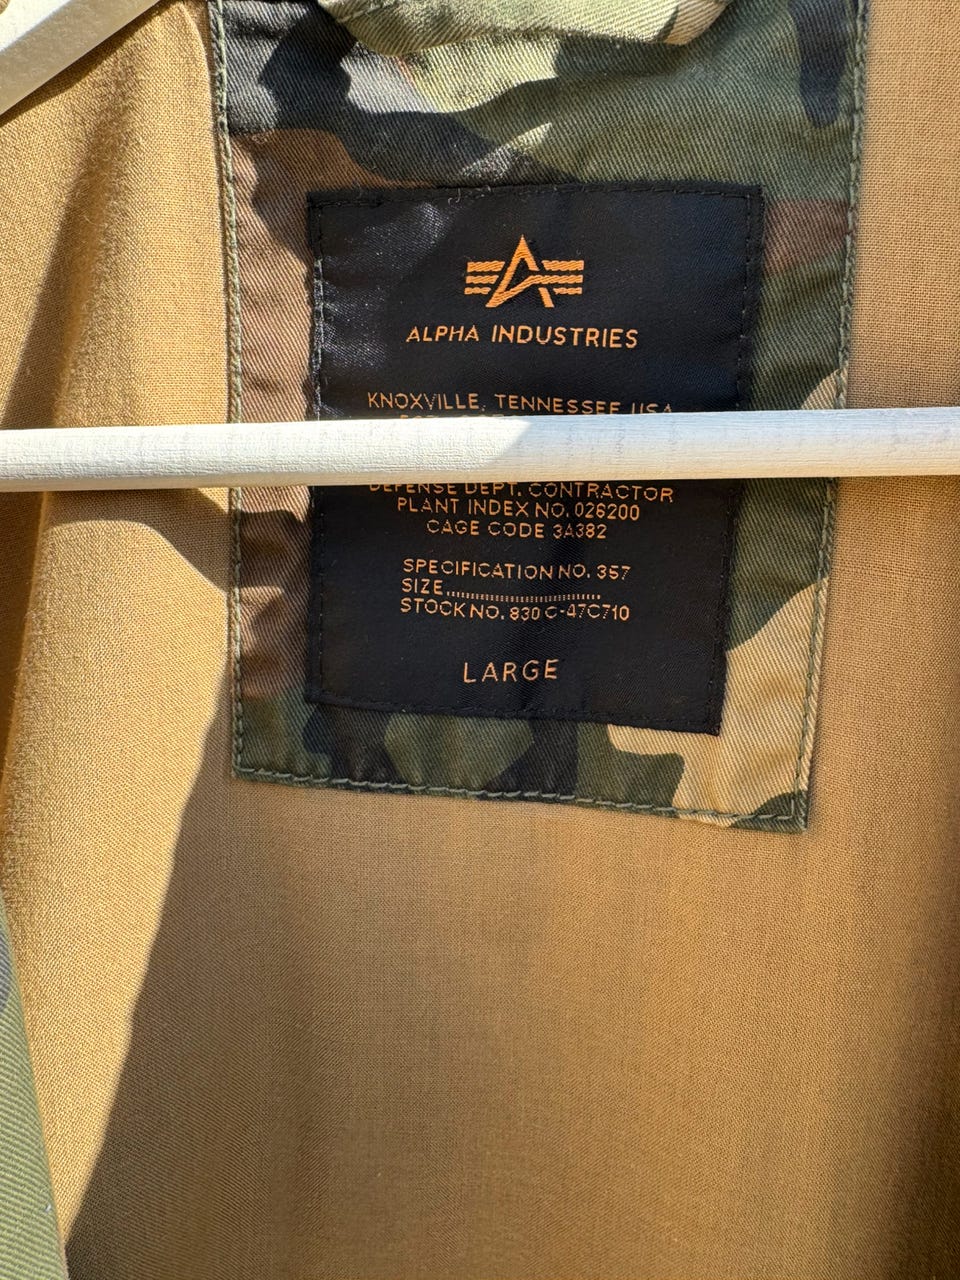 ALPHA INDUSTRIES
KNOXVILLE, TENNESSEE USA
DEFENSE DEPT. CONTRACTOR
PLANT INDEX NO. 026200
CAGE CODE 3A382
SPECIFICATION NO. 357
SIZE..............................
STOCK NO. 830 C-47C710
LARGE